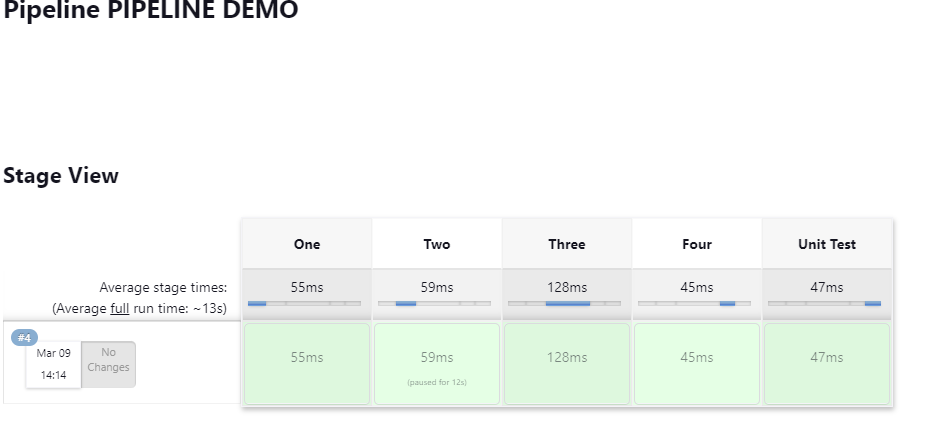 Pipeline PIPELINE DEMO
Stage View
One Two Three Four Unit Test
Average stage times: 55ms 59ms 128ms 45ms 47ms
(Average full run time: ~13s)
#4
Mar 09 No
14:14 Changes
55ms 59ms 128ms 45ms 47ms
(paused for 12s)